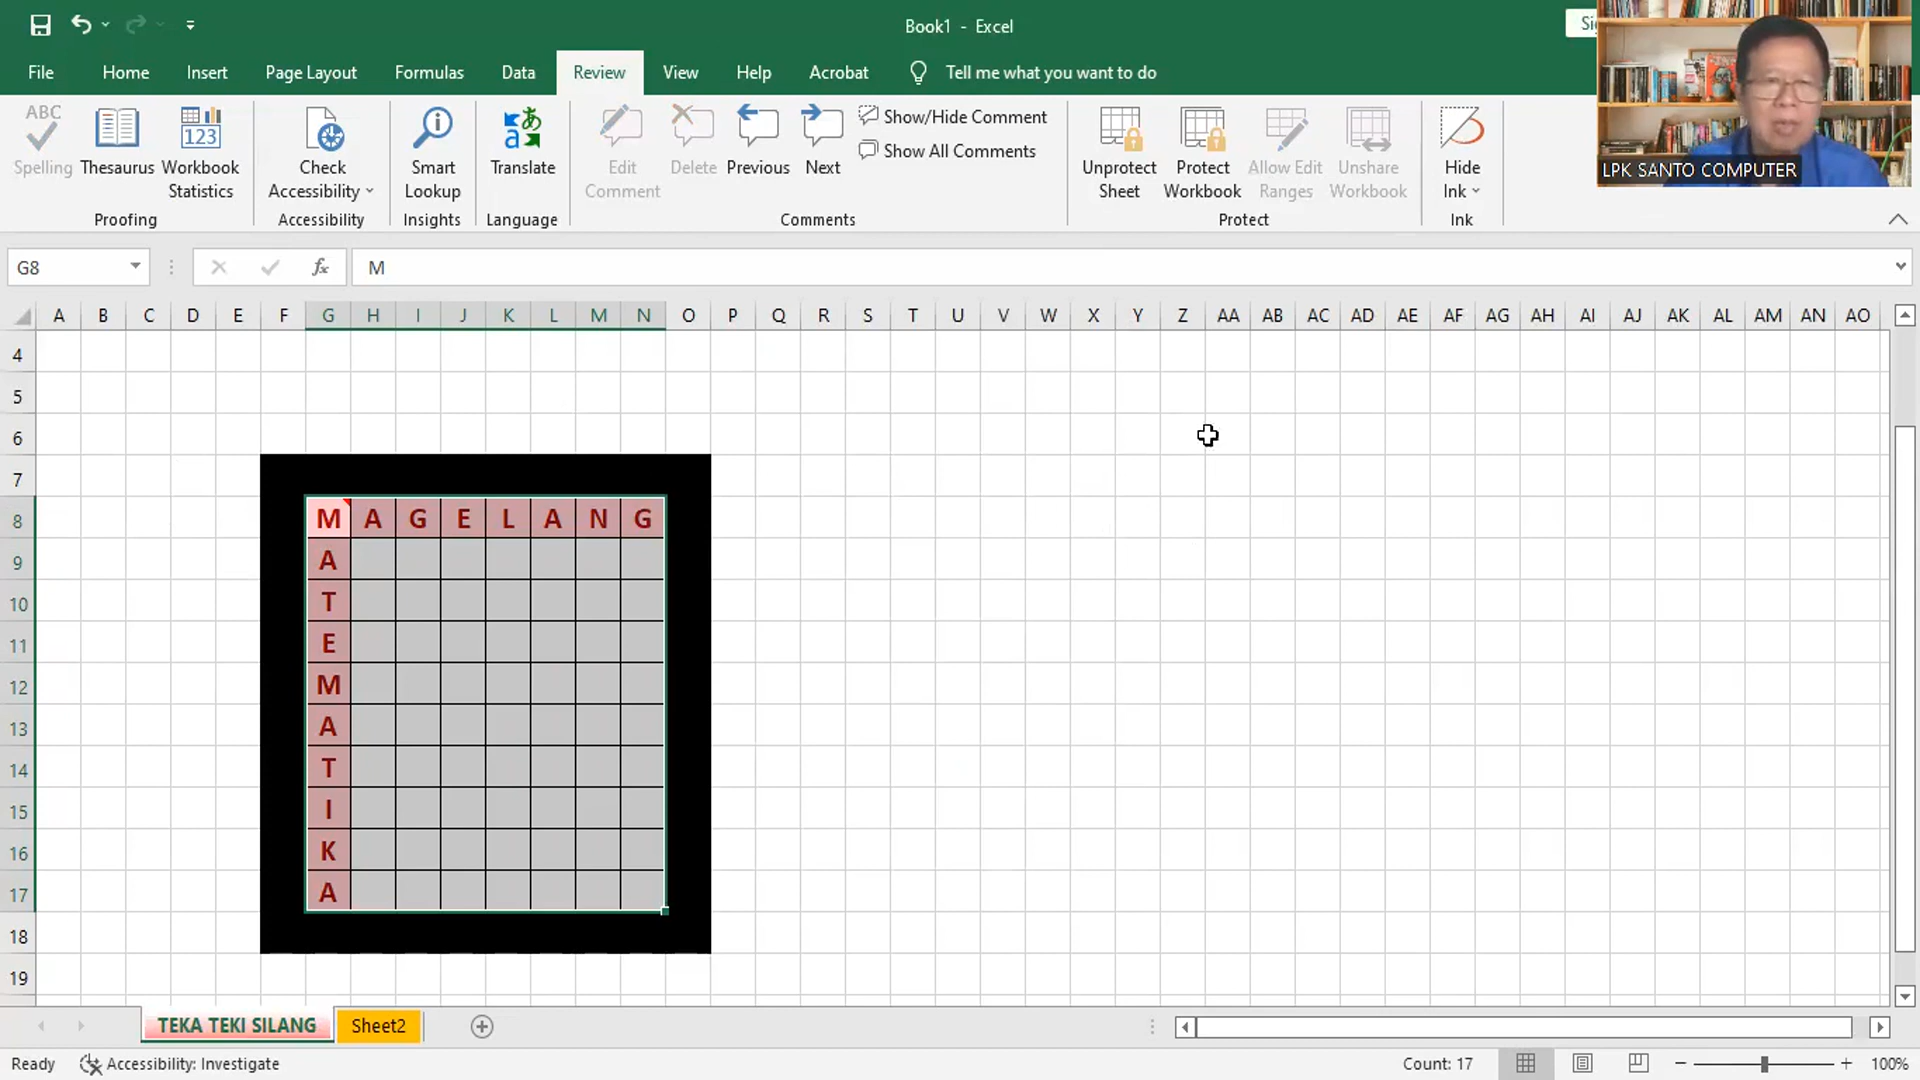 Book1 - Excel
File Home Insert Page Layout Formulas Data Review View Help Acrobat Tell me what you want to do
ABC
Spelling
Thesaurus
123
Workbook
Statistics
Proofing
Check
Accessibility
Accessibility
Smart
Lookup
Insights
a
Translate
Language
Edit
Comment
Delete
Previous
Next
Show/Hide Comment
Show All Comments
Comments
Unprotect
Sheet
Protect
Workbook
Allow Edit
Ranges
Unshare
Workbook
Protect
Hide
Ink
Ink
LPK SANTO COMPUTER
G8 fx M
A B C D E F G H I J K L M N O P Q R S T U V W X Y Z AA AB AC AD AE AF AG AH AI AJ AK AL AM AN AO
4
5
6
7
8 M A G E L A N G
9 A
10 T
11 E
12 M
13 A
14 T
15 I
16 K
17 A
18
19
TEKA TEKI SILANG Sheet2
Ready Accessibility: Investigate Count: 17 100%